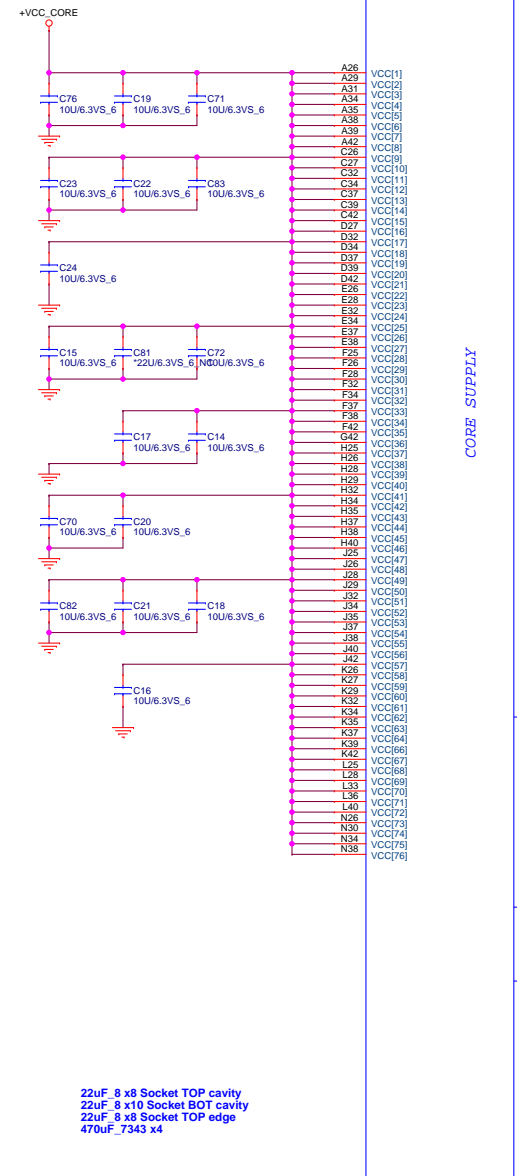 +VCC_CORE
A26 VCC[1]
A29 VCC[2]
A31 VCC[3]
A34 VCC[4]
A35 VCC[5]
A38 VCC[6]
A39 VCC[7]
A42 VCC[8]
C26 VCC[9]
C27 VCC[10]
C32 VCC[11]
C34 VCC[12]
C37 VCC[13]
C39 VCC[14]
C42 VCC[15]
D27 VCC[16]
D32 VCC[17]
D34 VCC[18]
D37 VCC[19]
D39 VCC[20]
D42 VCC[21]
E26 VCC[22]
E28 VCC[23]
E32 VCC[24]
E34 VCC[25]
E37 VCC[26]
E38 VCC[27]
F25 VCC[28]
F26 VCC[29]
F28 VCC[30]
F32 VCC[31]
F34 VCC[32]
F37 VCC[33]
F38 VCC[34]
F42 VCC[35]
G42 VCC[36]
H25 VCC[37]
H26 VCC[38]
H28 VCC[39]
H29 VCC[40]
H32 VCC[41]
H34 VCC[42]
H35 VCC[43]
H37 VCC[44]
H38 VCC[45]
H40 VCC[46]
J25 VCC[47]
J26 VCC[48]
J28 VCC[49]
J29 VCC[50]
J32 VCC[51]
J34 VCC[52]
J35 VCC[53]
J37 VCC[54]
J38 VCC[55]
J40 VCC[56]
J42 VCC[57]
K26 VCC[58]
K27 VCC[59]
K29 VCC[60]
K32 VCC[61]
K34 VCC[62]
K35 VCC[63]
K37 VCC[64]
K39 VCC[66]
K42 VCC[67]
L25 VCC[68]
L28 VCC[69]
L33 VCC[70]
L36 VCC[71]
L40 VCC[72]
N26 VCC[73]
N30 VCC[74]
N34 VCC[75]
N38 VCC[76]
C76 C19 C71
10U/6.3VS_6 10U/6.3VS_6 10U/6.3VS_6
C23 C22 C83
10U/6.3VS_6 10U/6.3VS_6 10U/6.3VS_6
C24
10U/6.3VS_6
C15 C81 C72
10U/6.3VS_6 *22U/6.3VS_6_NC 10U/6.3VS_6
C17 C14
10U/6.3VS_6 10U/6.3VS_6
C70 C20
10U/6.3VS_6 10U/6.3VS_6
C82 C21 C18
10U/6.3VS_6 10U/6.3VS_6 10U/6.3VS_6
C16
10U/6.3VS_6
CORE SUPPLY
22uF_8 x8 Socket TOP cavity
22uF_8 x10 Socket BOT cavity
22uF_8 x8 Socket TOP edge
470uF_7343 x4